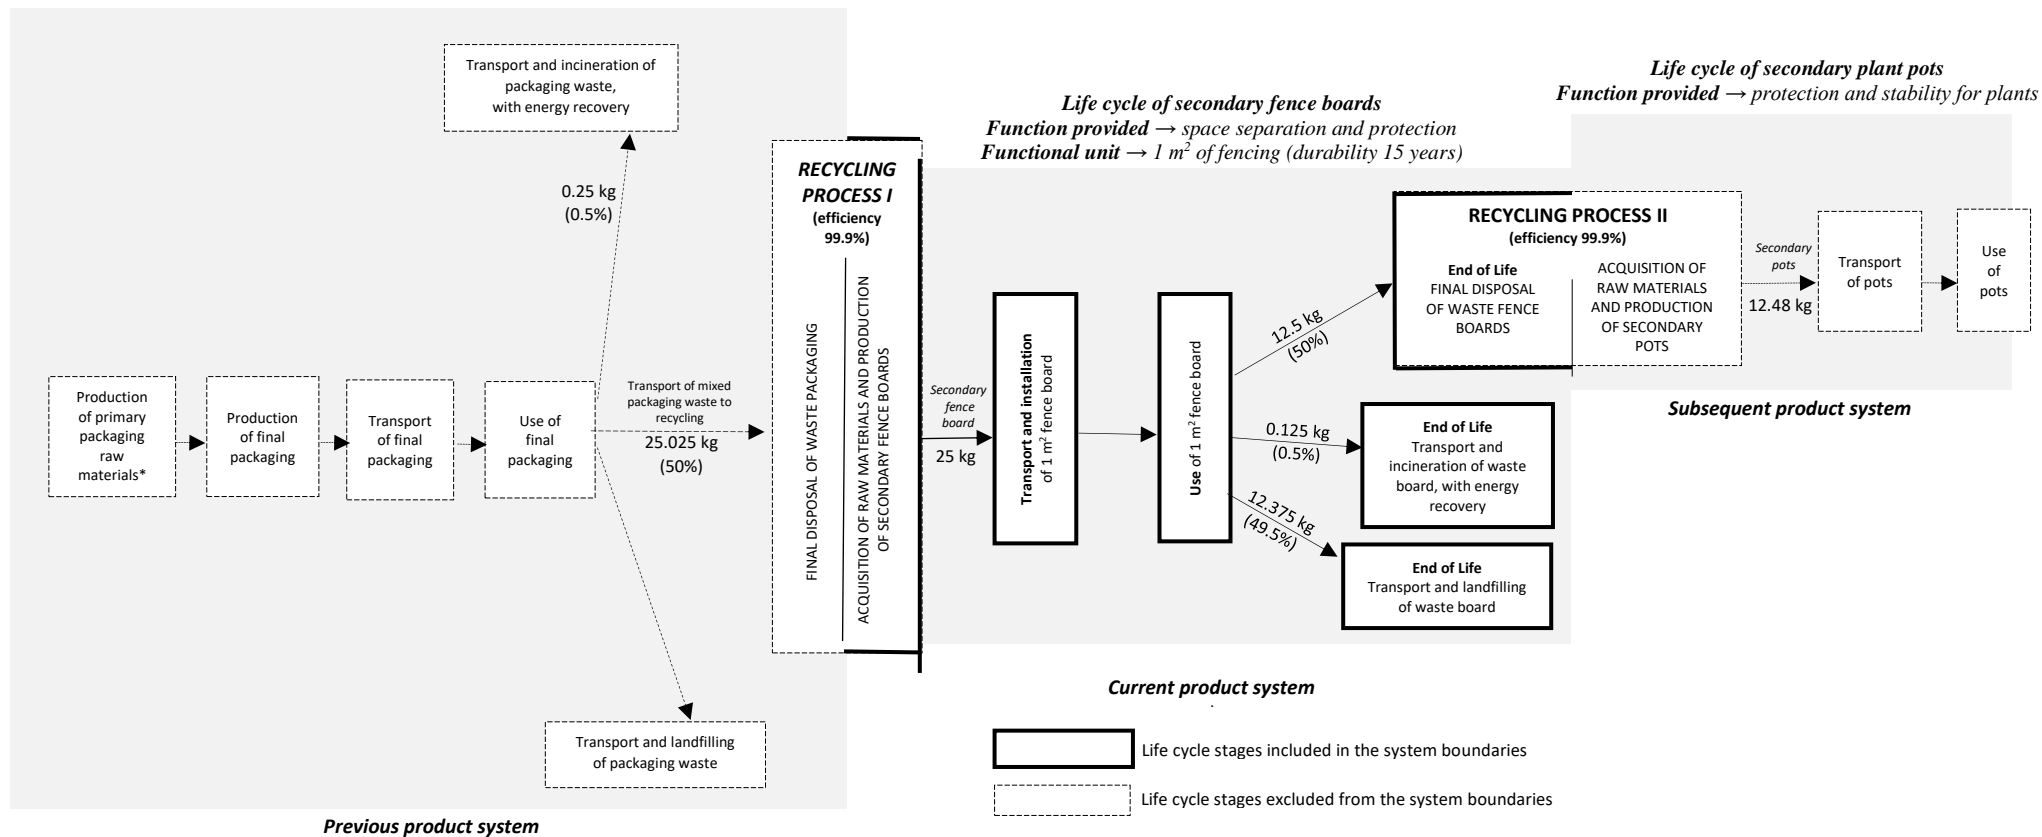 Transport and incineration of
packaging waste,
with energy recovery
0.25 kg
(0.5%)
Production
of primary
packaging
raw
materials*
Production
of final
packaging
Transport
of final
packaging
Use of
final
packaging
Transport of mixed
packaging waste to
recycling
25.025 kg
(50%)
Transport and landfilling
of packaging waste
Previous product system
RECYCLING
PROCESS I
(efficiency
99.9%)
FINAL DISPOSAL OF WASTE PACKAGING
ACQUISITION OF RAW MATERIALS AND PRODUCTION
OF SECONDARY FENCE BOARDS
Life cycle of secondary fence boards
Function provided → space separation and protection
Functional unit → 1 m² of fencing (durability 15 years)
Secondary
fence
board
25 kg
Transport and installation
of 1 m² fence board
Use of 1 m² fence board
12.5 kg
(50%)
0.125 kg
(0.5%)
12.375 kg
(49.5%)
RECYCLING PROCESS II
(efficiency 99.9%)
End of Life
FINAL DISPOSAL
OF WASTE FENCE
BOARDS
ACQUISITION OF
RAW MATERIALS
AND PRODUCTION
OF SECONDARY
POTS
End of Life
Transport and
incineration of waste
board, with energy
recovery
End of Life
Transport and landfilling
of waste board
Current product system
Life cycle of secondary plant pots
Function provided → protection and stability for plants
Secondary
pots
12.48 kg
Transport
of pots
Use
of
pots
Subsequent product system
Life cycle stages included in the system boundaries
Life cycle stages excluded from the system boundaries